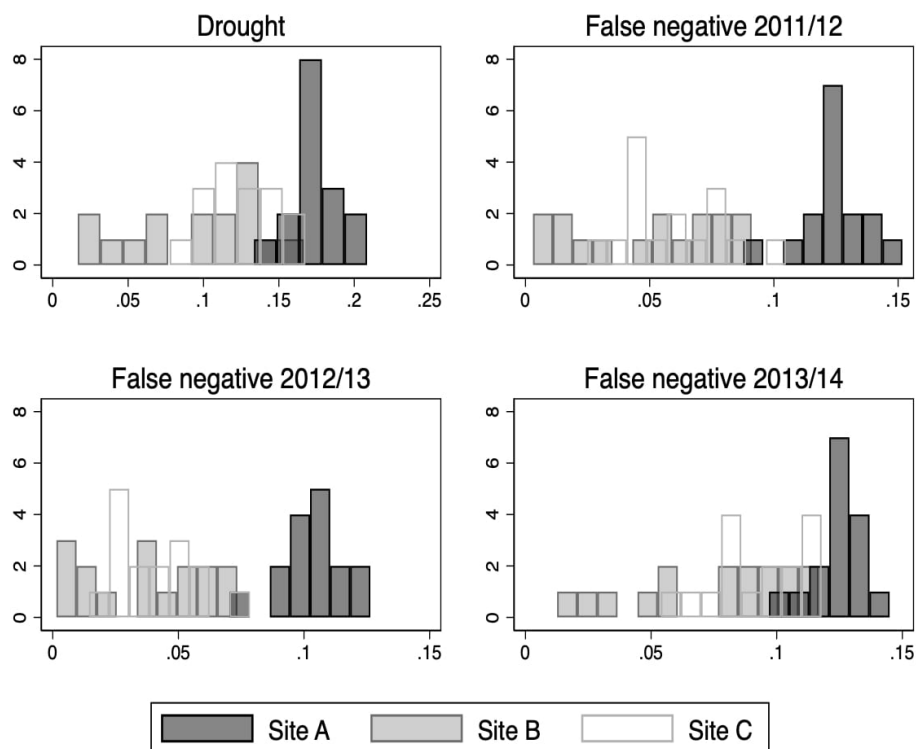 Drought
8
6
4
2
0
0 .05 .1 .15 .2 .25
False negative 2011/12
8
6
4
2
0
0 .05 .1 .15
False negative 2012/13
8
6
4
2
0
0 .05 .1 .15
False negative 2013/14
8
6
4
2
0
0 .05 .1 .15
Site A Site B Site C